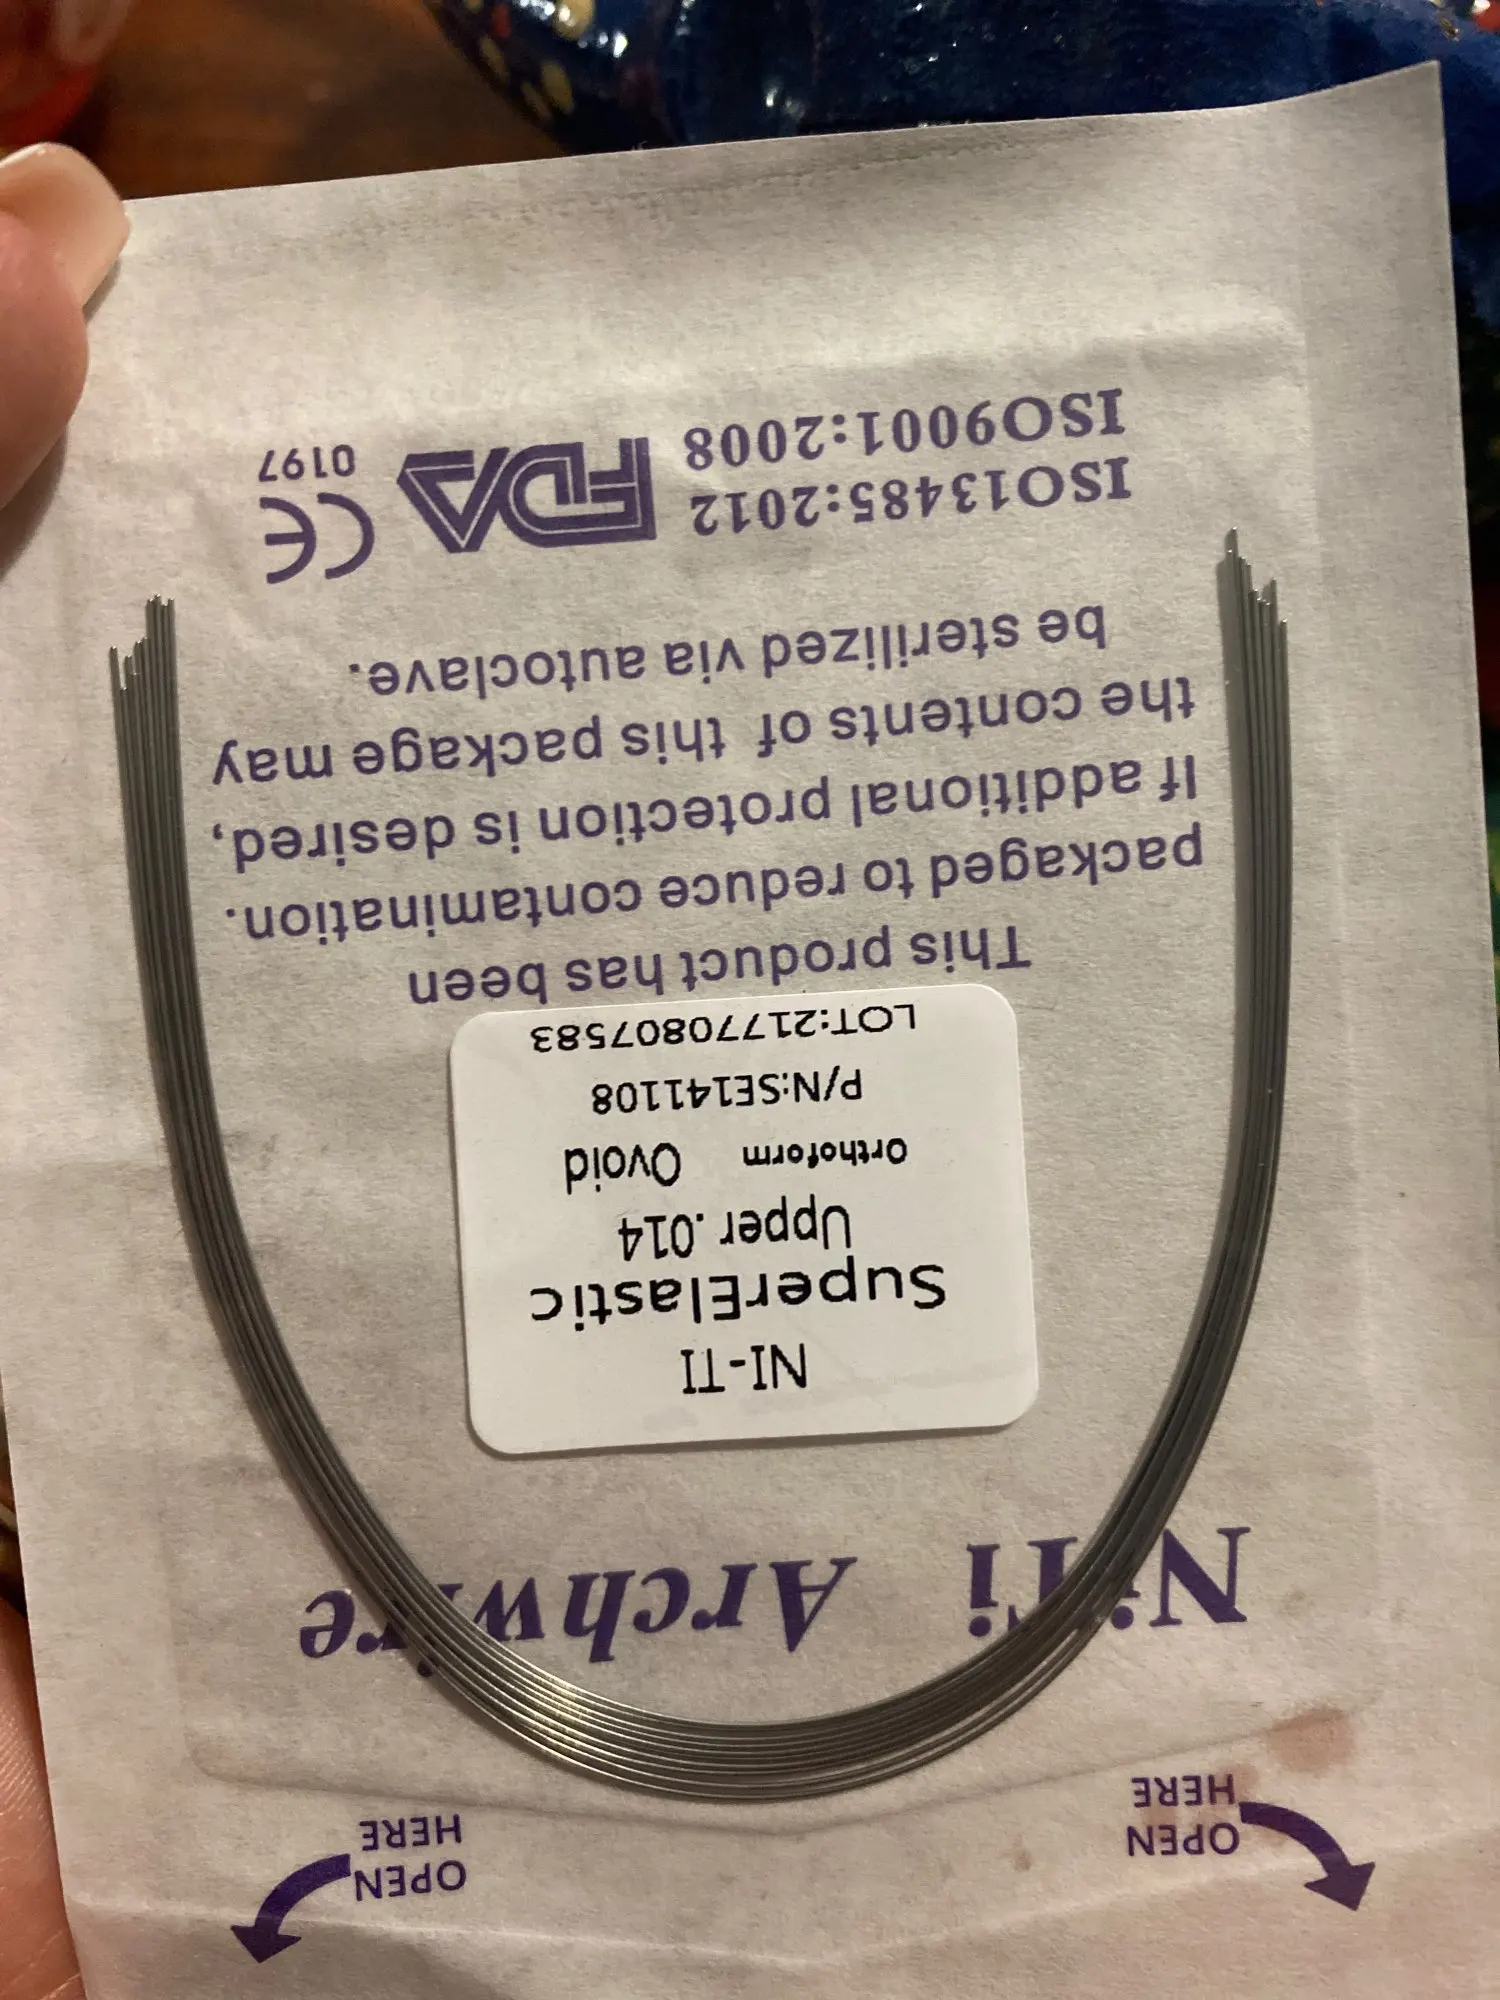 OPEN
HERE
OPEN
HERE
NiTi Archwire
NI-TI
SuperElastic
Upper .014
Orthoform Ovoid
P/N:SE141108
LOT:21770807583
This product has been
packaged to reduce contamination.
If additional protection is desired,
the contents of this package may
be sterilized via autoclave.
ISO13485:2012
ISO9001:2008
FDA
CE
0197